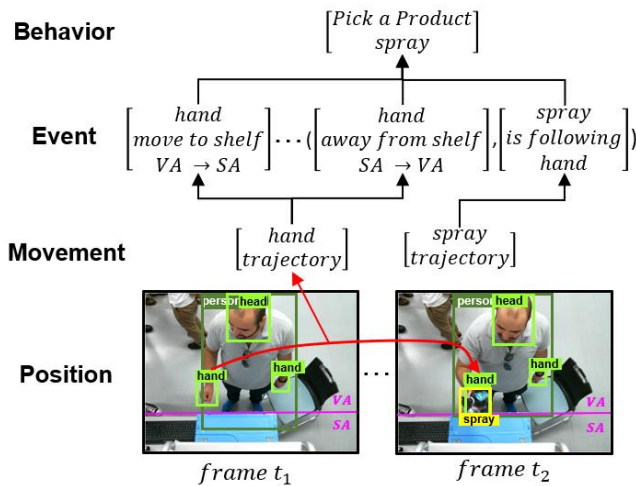 Behavior
[Pick a Product
spray]
Event
[hand
move to shelf
VA → SA]
...
([hand
away from shelf
SA → VA],
[spray
is following
hand])
Movement
[hand
trajectory]
[spray
trajectory]
Position
person
head
hand
hand
VA
SA
...
person
head
hand
hand
spray
VA
SA
frame t₁
frame t₂